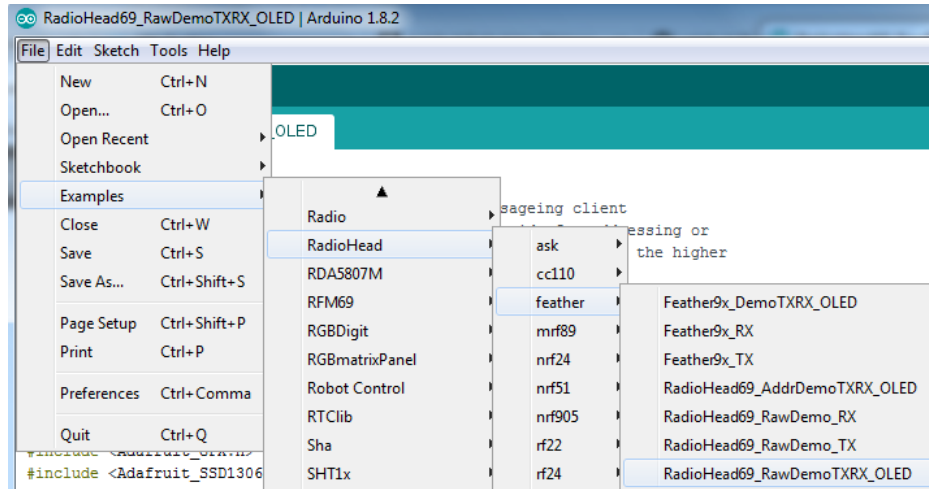 RadioHead69_RawDemoTXRX_OLED | Arduino 1.8.2
File Edit Sketch Tools Help
New Ctrl+N
Open... Ctrl+O
Open Recent
Sketchbook
Examples
Close Ctrl+W
Save Ctrl+S
Save As... Ctrl+Shift+S
Page Setup Ctrl+Shift+P
Print Ctrl+P
Preferences Ctrl+Comma
Quit Ctrl+Q
_OLED
Radio
RadioHead
RDA5807M
RFM69
RGBDigit
RGBmatrixPanel
Robot Control
RTClib
Sha
SHT1x
ask
cc110
feather
mrf89
nrf24
nrf51
nrf905
rf22
rf24
Feather9x_DemoTXRX_OLED
Feather9x_RX
Feather9x_TX
RadioHead69_AddrDemoTXRX_OLED
RadioHead69_RawDemo_RX
RadioHead69_RawDemo_TX
RadioHead69_RawDemoTXRX_OLED
sageing client
essing or
the higher
#include <Adafruit_GFX.h>
#include <Adafruit_SSD1306